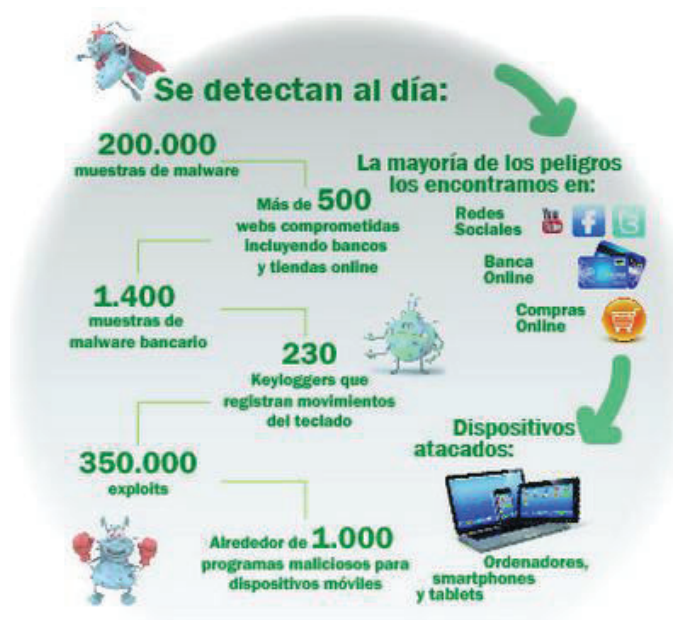 Se detectan al día:
200.000
muestras de malware
Más de 500
webs comprometidas
incluyendo bancos
y tiendas online
1.400
muestras de
malware bancario
230
Keyloggers que
registran movimientos
del teclado
350.000
exploits
Alrededor de 1.000
programas maliciosos para
dispositivos móviles
La mayoría de los peligros
los encontramos en:
Redes
Sociales
You
Tube
f
t
Banca
Online
Compras
Online
Dispositivos
atacados:
Ordenadores,
smartphones
y tablets